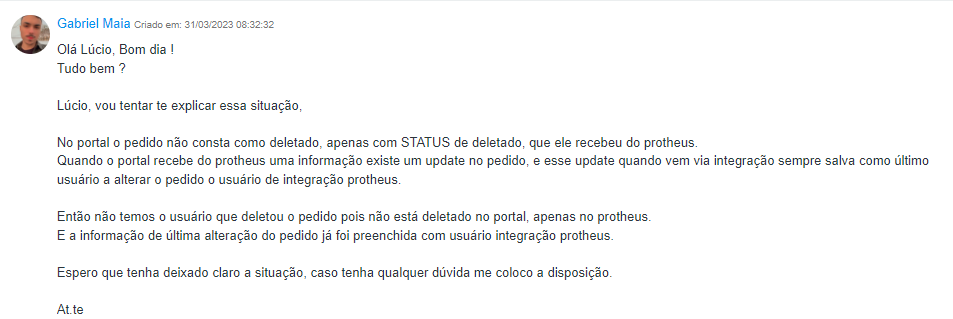 Gabriel Maia Criado em: 31/03/2023 08:32:32
Olá Lúcio, Bom dia !
Tudo bem ?
Lúcio, vou tentar te explicar essa situação,
No portal o pedido não consta como deletado, apenas com STATUS de deletado, que ele recebeu do protheus.
Quando o portal recebe do protheus uma informação existe um update no pedido, e esse update quando vem via integração sempre salva como último
usuário a alterar o pedido o usuário de integração protheus.
Então não temos o usuário que deletou o pedido pois não está deletado no portal, apenas no protheus.
E a informação de última alteração do pedido já foi preenchida com usuário integração protheus.
Espero que tenha deixado claro a situação, caso tenha qualquer dúvida me coloco a disposição.
At.te